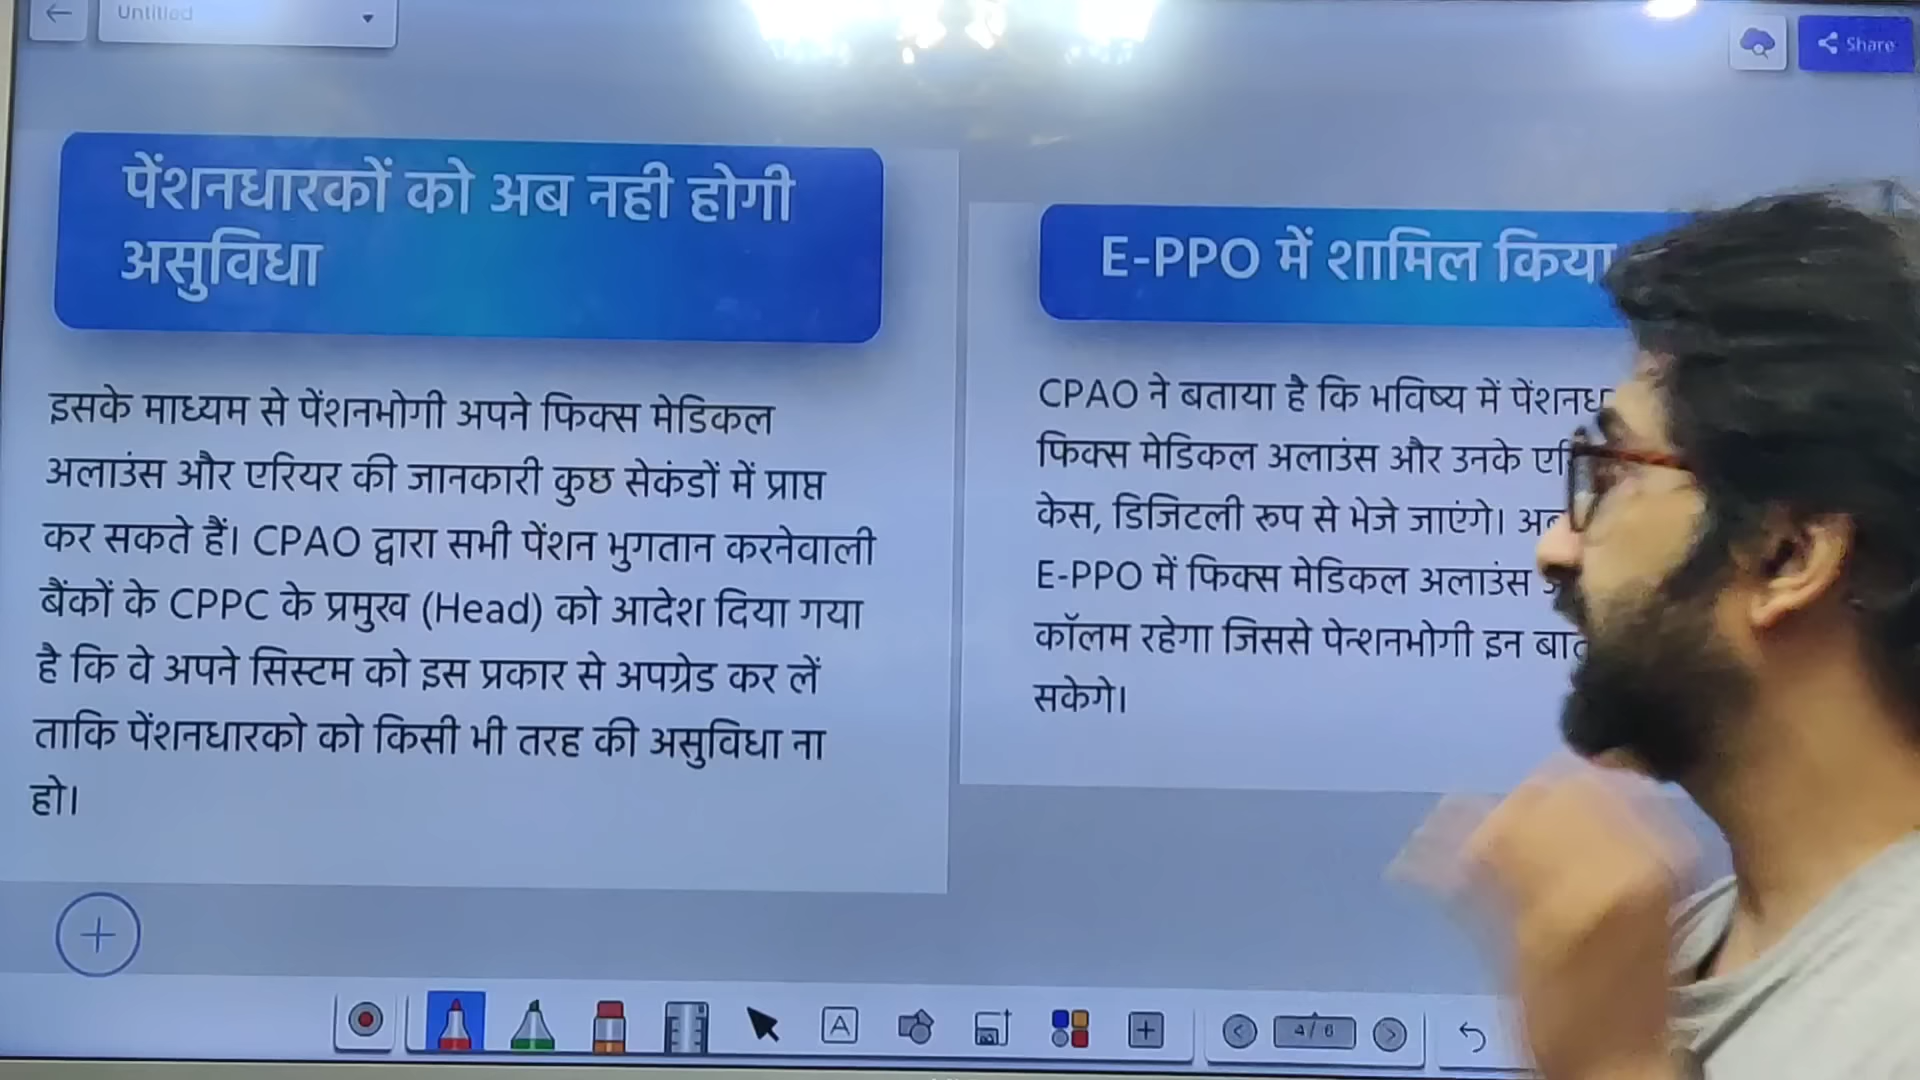 Untitled
Share
पेंशनधारकों को अब नही होगी
असुविधा
इसके माध्यम से पेंशनभोगी अपने फिक्स मेडिकल
अलाउंस और एरियर की जानकारी कुछ सेकंडों में प्राप्त
कर सकते हैं। CPAO द्वारा सभी पेंशन भुगतान करनेवाली
बैंकों के CPPC के प्रमुख (Head) को आदेश दिया गया
है कि वे अपने सिस्टम को इस प्रकार से अपग्रेड कर लें
ताकि पेंशनधारको को किसी भी तरह की असुविधा ना
हो।
E-PPO में शामिल किया
CPAO ने बताया है कि भविष्य में
फिक्स मेडिकल अलाउंस और उनके
केस, डिजिटली रुप से भेजे जाएंगे।
E-PPO में फिक्स मेडिकल अलाउंस
कॉलम रहेगा जिससे पेन्शनभोगी इन
सकेगे।
A
4/6